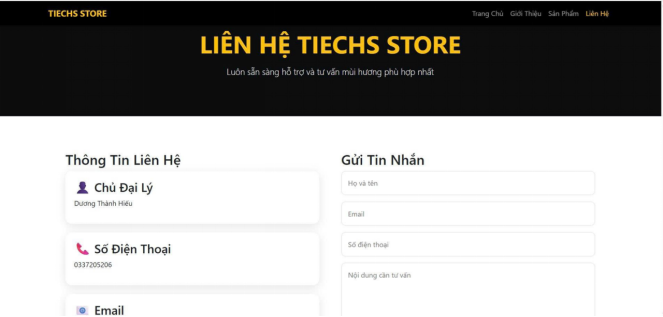 TIECHS STORE
Trang Chủ Giới Thiệu Sản Phẩm Liên Hệ
LIÊN HỆ TIECHS STORE
Luôn sẵn sàng hỗ trợ và tư vấn mùi hương phù hợp nhất
Thông Tin Liên Hệ
Chủ Đại Lý
Dương Thành Hiếu
Số Điện Thoại
0337205206
Email
Gửi Tin Nhắn
Họ và tên
Email
Số điện thoại
Nội dung cần tư vấn